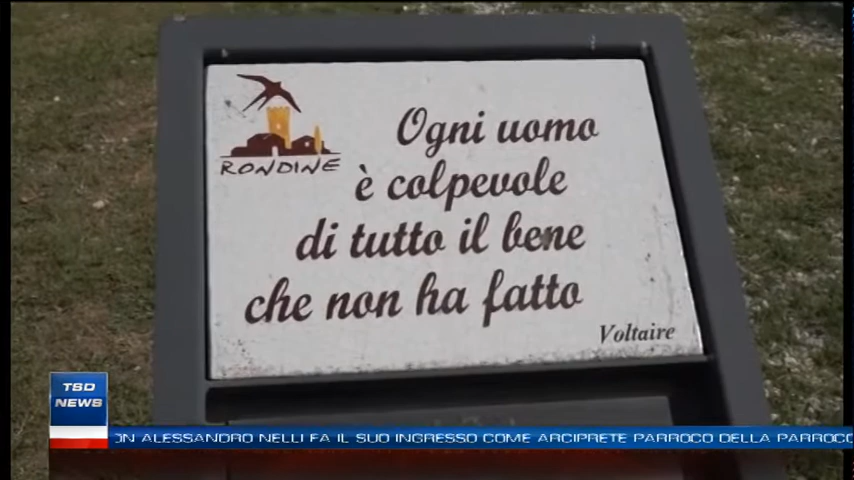 RONDINE
Ogni uomo
è colpevole
di tutto il bene
che non ha fatto
Voltaire
TSD
NEWS
ON ALESSANDRO NELLI FA IL SUO INGRESSO COME ARCIPRETE PARROCO DELLA PARROCC